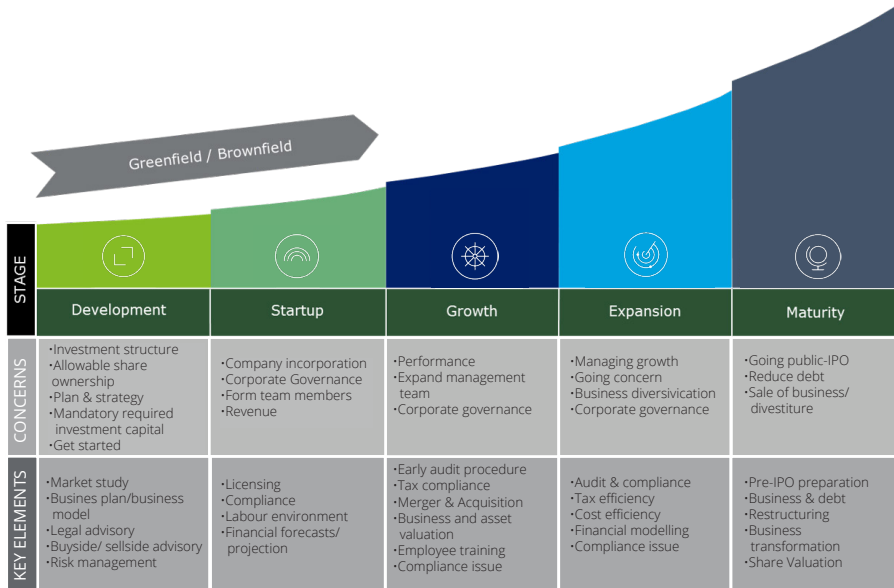 Greenfield / Brownfield
STAGE
Development
Startup
Growth
Expansion
Maturity
CONCERNS
•Investment structure
•Allowable share
ownership
•Plan & strategy
•Mandatory required
investment capital
•Get started
•Company incorporation
•Corporate Governance
•Form team members
•Revenue
•Performance
•Expand management
team
•Corporate governance
•Managing growth
•Going concern
•Business diversivication
•Corporate governance
•Going public-IPO
•Reduce debt
•Sale of business/
divestiture
KEY ELEMENTS
•Market study
•Busines plan/business
model
•Legal advisory
•Buyside/ sellside advisory
•Risk management
•Licensing
•Compliance
•Labour environment
•Financial forecasts/
projection
•Early audit procedure
•Tax compliance
•Merger & Acquisition
•Business and asset
valuation
•Employee training
•Compliance issue
•Audit & compliance
•Tax efficiency
•Cost efficiency
•Financial modelling
•Compliance issue
•Pre-IPO preparation
•Business & debt
•Restructuring
•Business
transformation
•Share Valuation